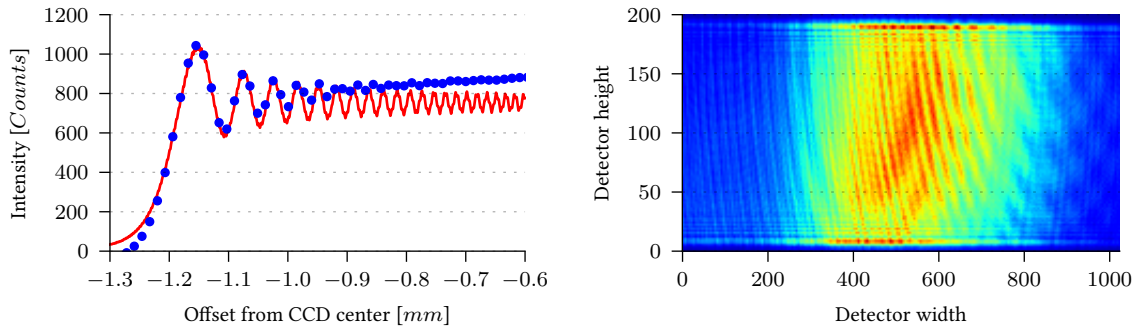 1200
1000
800
600
400
200
0
−1.3 −1.2 −1.1 −1.0 −0.9 −0.8 −0.7 −0.6
Intensity [Counts]
Offset from CCD center [mm]
200
150
100
50
0
0 200 400 600 800 1000
Detector height
Detector width